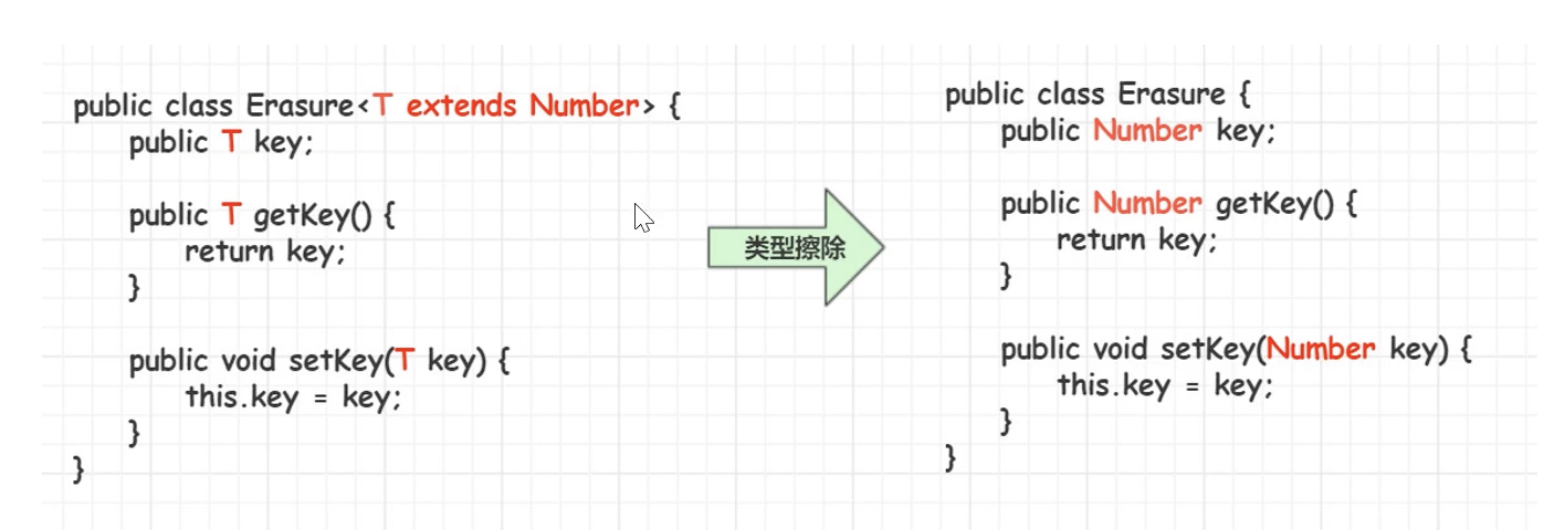 public class Erasure<T extends Number> {
public T key;
public T getKey() {
return key;
}
public void setKey(T key) {
this.key = key;
}
}
类型擦除
public class Erasure {
public Number key;
public Number getKey() {
return key;
}
public void setKey(Number key) {
this.key = key;
}
}